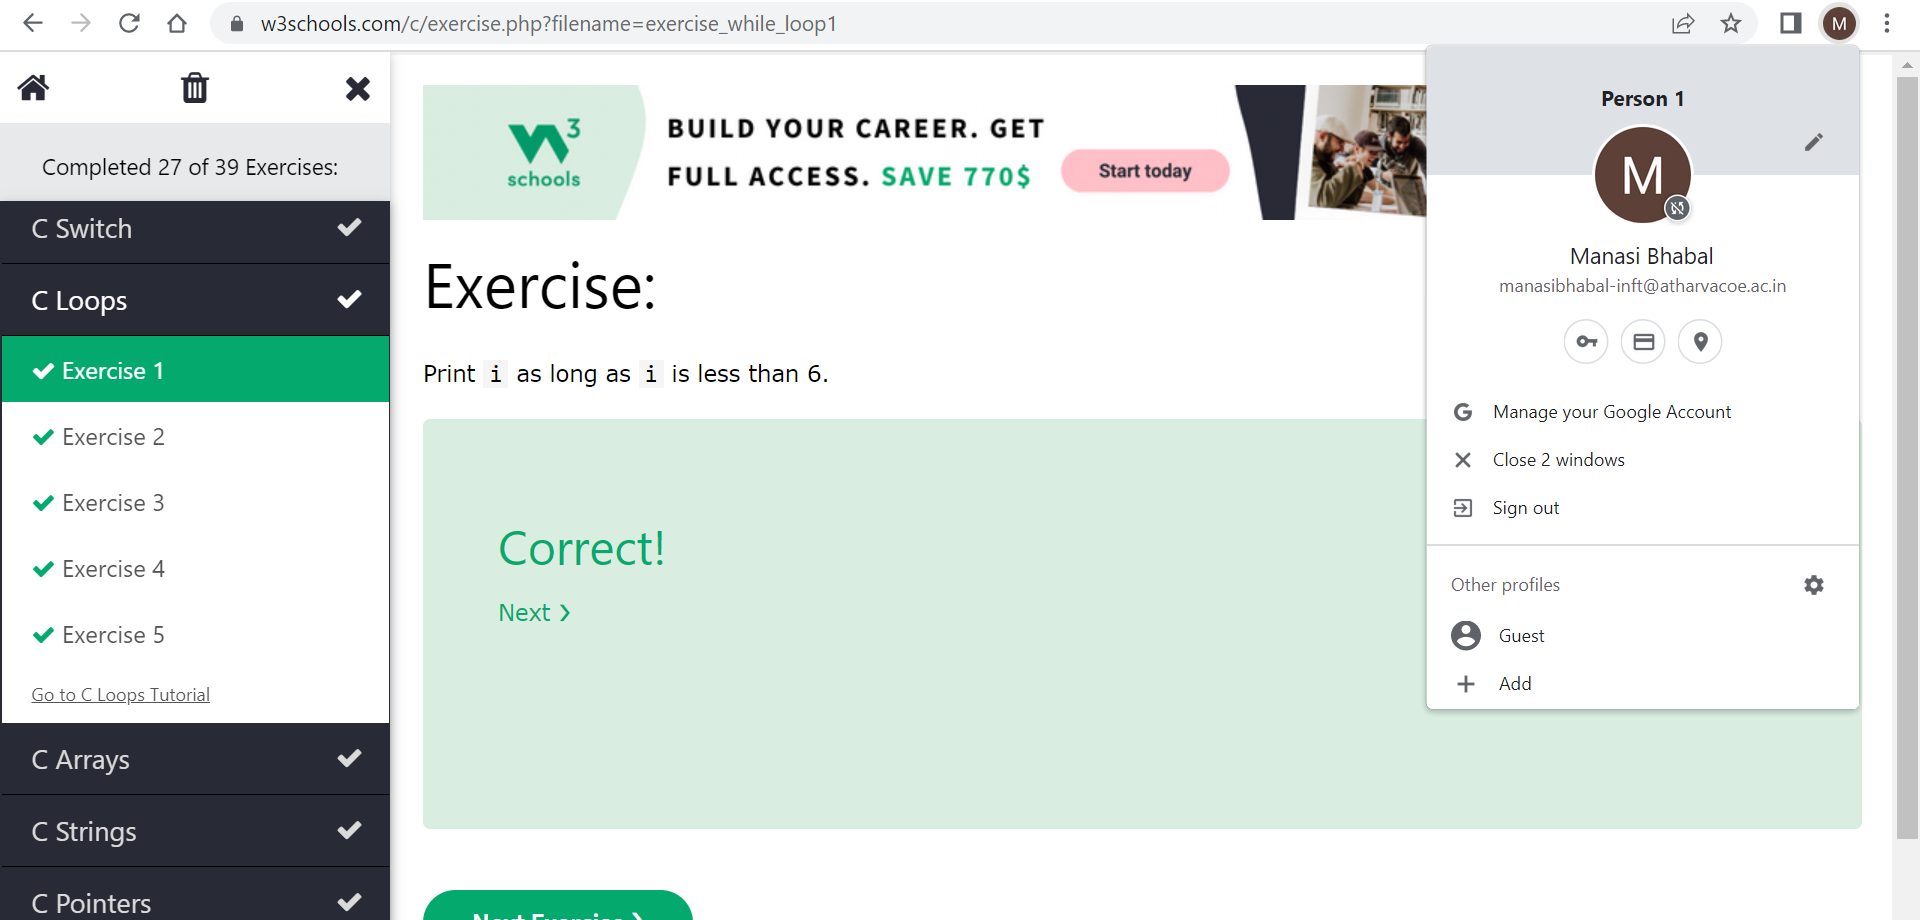 w3schools.com/c/exercise.php?filename=exercise_while_loop1
M
Completed 27 of 39 Exercises:
C Switch
C Loops
Exercise 1
Exercise 2
Exercise 3
Exercise 4
Exercise 5
Go to C Loops Tutorial
C Arrays
C Strings
C Pointers
W3
schools
BUILD YOUR CAREER. GET
FULL ACCESS. SAVE 770$
Start today
Exercise:
Print i as long as i is less than 6.
Correct!
Next ❯
Next Exercise ❯
Person 1
M
Manasi Bhabal
manasibhabal-inft@atharvacoe.ac.in
G Manage your Google Account
Close 2 windows
Sign out
Other profiles
Guest
Add